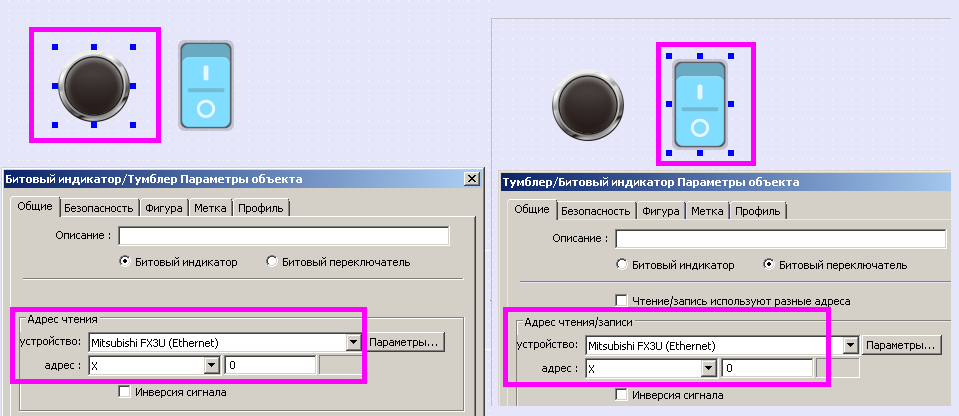 Битовый индикатор/Тумблер Параметры объекта
Общие Безопасность Фигура Метка Профиль
Описание :
Битовый индикатор Битовый переключатель
Адрес чтения
устройство: Mitsubishi FX3U (Ethernet) Параметры...
адрес : X 0
Инверсия сигнала
Тумблер/Битовый индикатор Параметры объекта
Общие Безопасность Фигура Метка Профиль
Описание :
Битовый индикатор Битовый переключатель
Чтение/запись используют разные адреса
Адрес чтения/записи
устройство: Mitsubishi FX3U (Ethernet) Параметры...
адрес : X 0
Инверсия сигнала